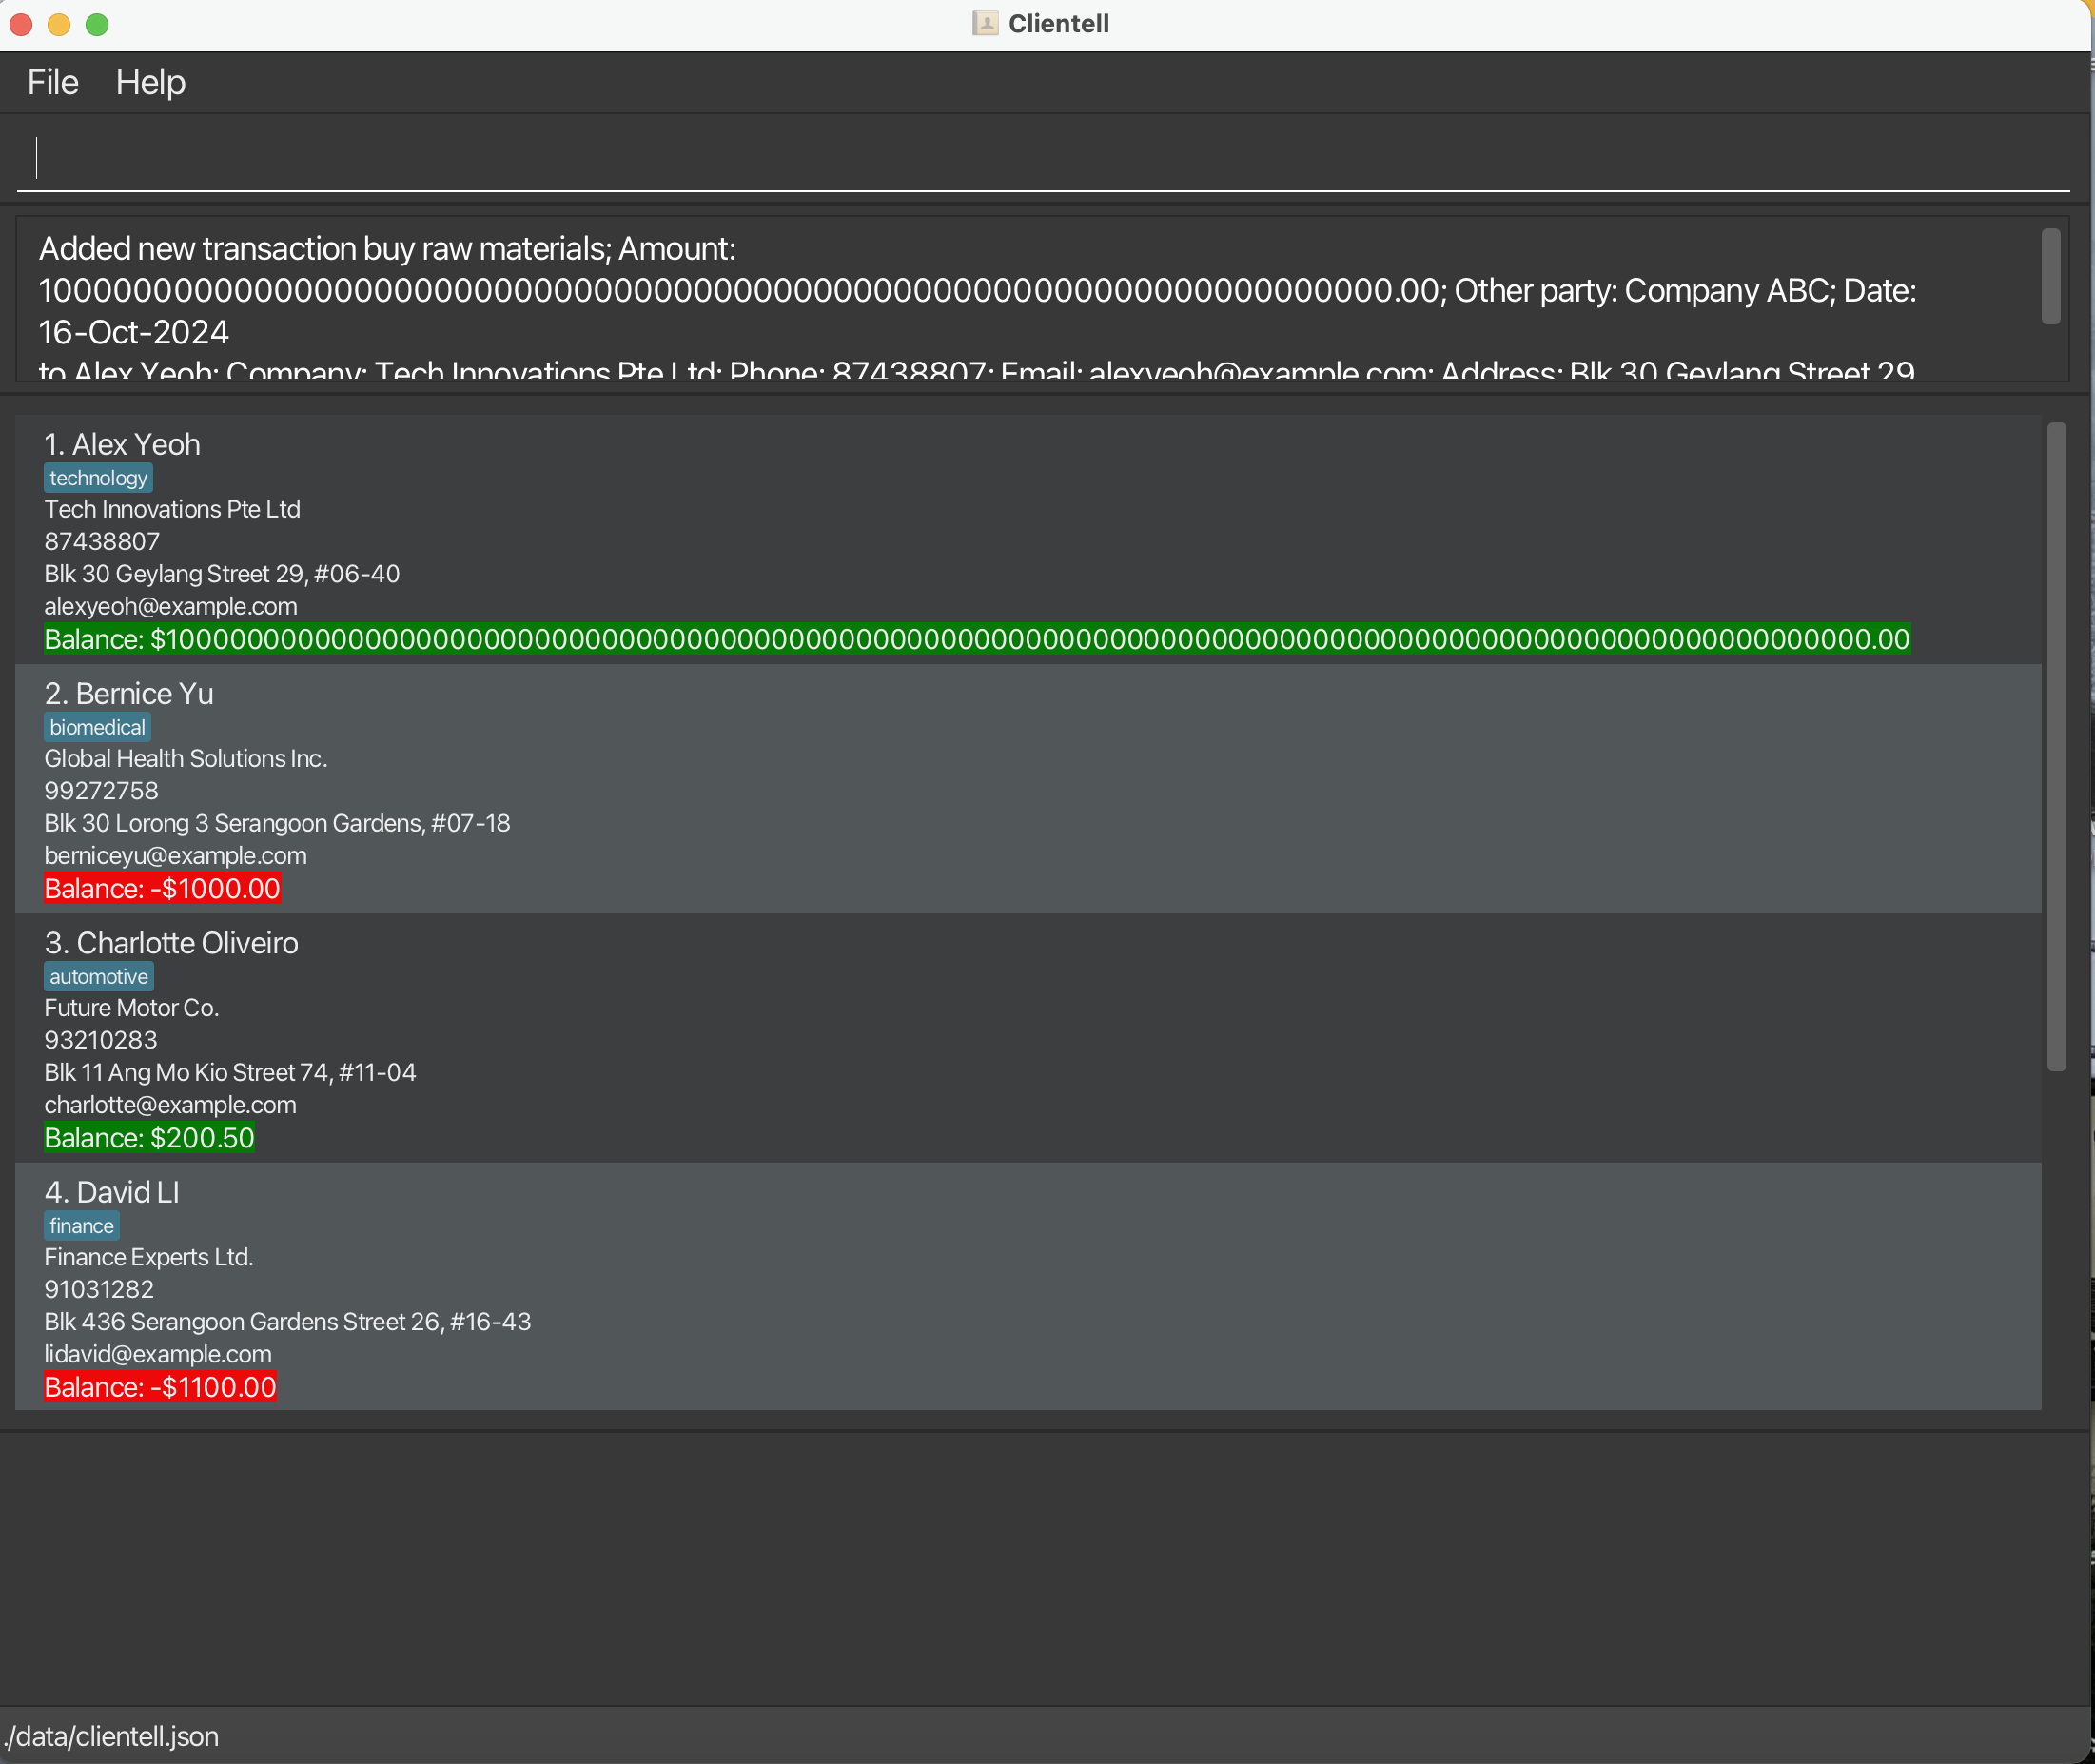 Clientell
File Help
Added new transaction buy raw materials; Amount:
Other party: Company ABC; Date:
16-Oct-2024
to Alex Yeoh; Company: Tech Innovations Pte Ltd; Phone: 87438807; Email: alexyeoh@example.com; Address: Blk 30 Geylang Street 29
1. Alex Yeoh
technology
Tech Innovations Pte Ltd
87438807
Blk 30 Geylang Street 29, #06-40
alexyeoh@example.com
Balance:
2. Bernice Yu
biomedical
Global Health Solutions Inc.
99272758
Blk 30 Lorong 3 Serangoon Gardens, #07-18
berniceyu@example.com
Balance: -$1000.00
3. Charlotte Oliveiro
automotive
Future Motor Co.
93210283
Blk 11 Ang Mo Kio Street 74, #11-04
charlotte@example.com
Balance: $200.50
4. David LI
finance
Finance Experts Ltd.
91031282
Blk 436 Serangoon Gardens Street 26, #16-43
lidavid@example.com
Balance: -$1100.00
./data/clientell.json